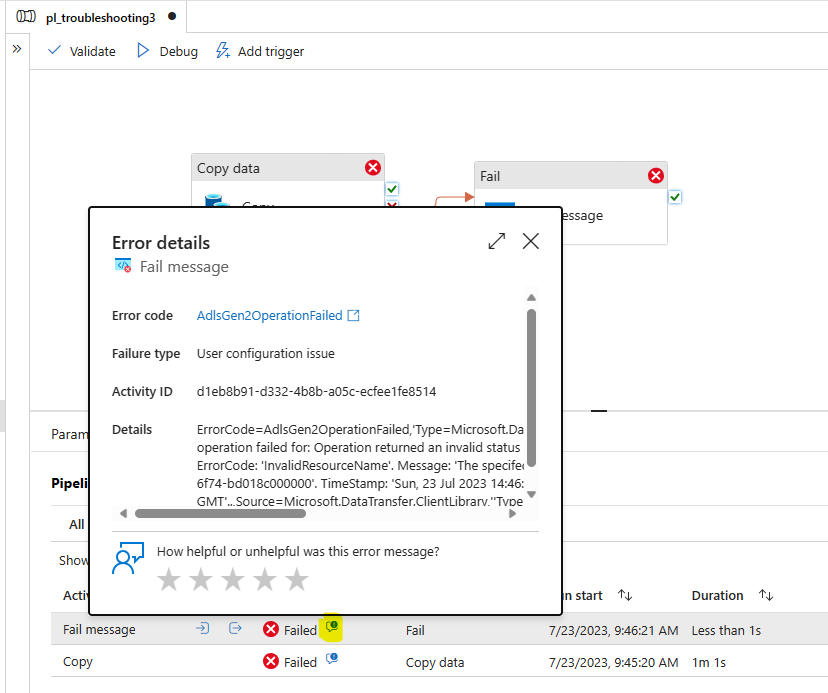 pl_troubleshooting3
Validate
Debug
Add trigger
Copy data
Fail
Copy
essage
Error details
Fail message
Error code
AdlsGen2OperationFailed
Failure type
User configuration issue
Activity ID
d1eb8b91-d332-4b8b-a05c-ecfee1fe8514
Details
ErrorCode=AdlsGen2OperationFailed,'Type=Microsoft.Da
operation failed for: Operation returned an invalid status
ErrorCode: 'InvalidResourceName'. Message: 'The specifed
6f74-bd018c000000'. TimeStamp: 'Sun, 23 Jul 2023 14:46:
GMT'..,Source=Microsoft.DataTransfer.ClientLibrary,''Type
How helpful or unhelpful was this error message?
Param
Pipeli
All
Show
Activ
n start
Duration
Fail message
Failed
Fail
7/23/2023, 9:46:21 AM
Less than 1s
Copy
Failed
Copy data
7/23/2023, 9:45:20 AM
1m 1s